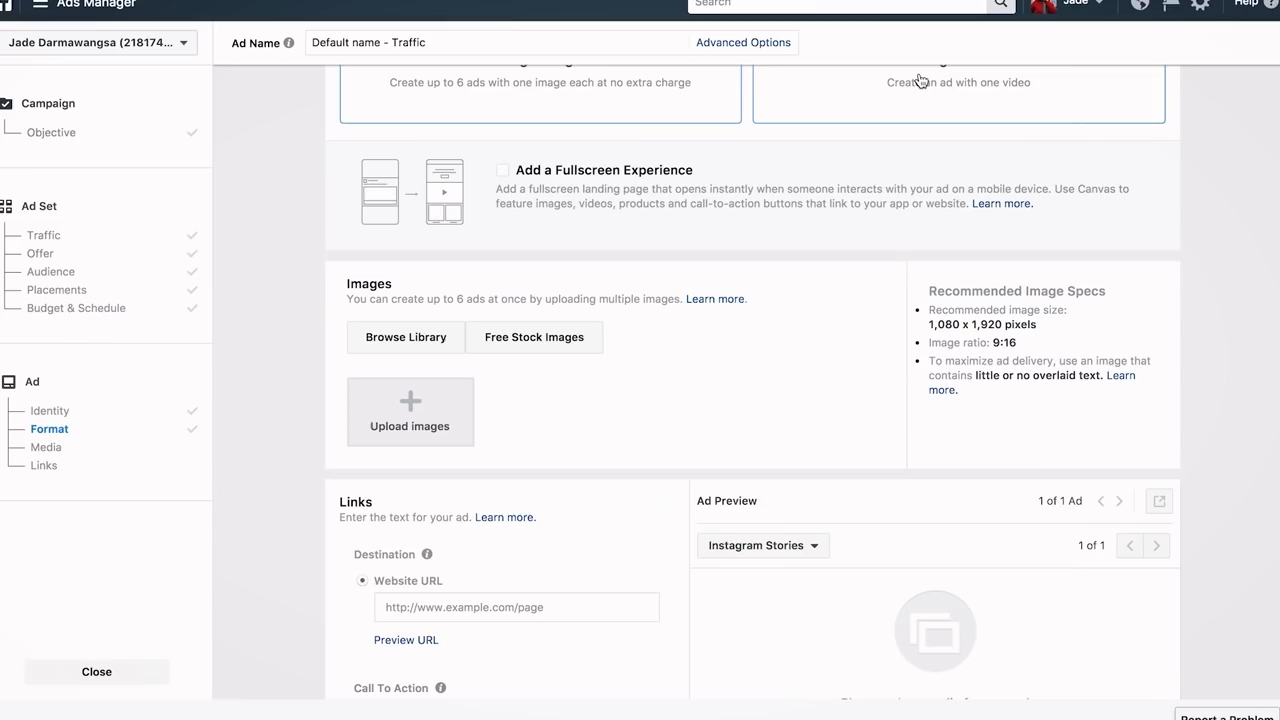 Ads Manager
Search
Jade
Help
Jade Darmawangsa (218174...
Ad Name
Default name - Traffic
Advanced Options
Create up to 6 ads with one image each at no extra charge
Create an ad with one video
Campaign
Objective
Ad Set
Traffic
Offer
Audience
Placements
Budget & Schedule
Ad
Identity
Format
Media
Links
Close
Add a Fullscreen Experience
Add a fullscreen landing page that opens instantly when someone interacts with your ad on a mobile device. Use Canvas to
feature images, videos, products and call-to-action buttons that link to your app or website. Learn more.
Images
You can create up to 6 ads at once by uploading multiple images. Learn more.
Browse Library
Free Stock Images
Upload images
Recommended Image Specs
Recommended image size:
1,080 x 1,920 pixels
Image ratio: 9:16
To maximize ad delivery, use an image that
contains little or no overlaid text. Learn
more.
Links
Enter the text for your ad. Learn more.
Destination
Website URL
http://www.example.com/page
Preview URL
Call To Action
Ad Preview
1 of 1 Ad
Instagram Stories
1 of 1
Report a Problem